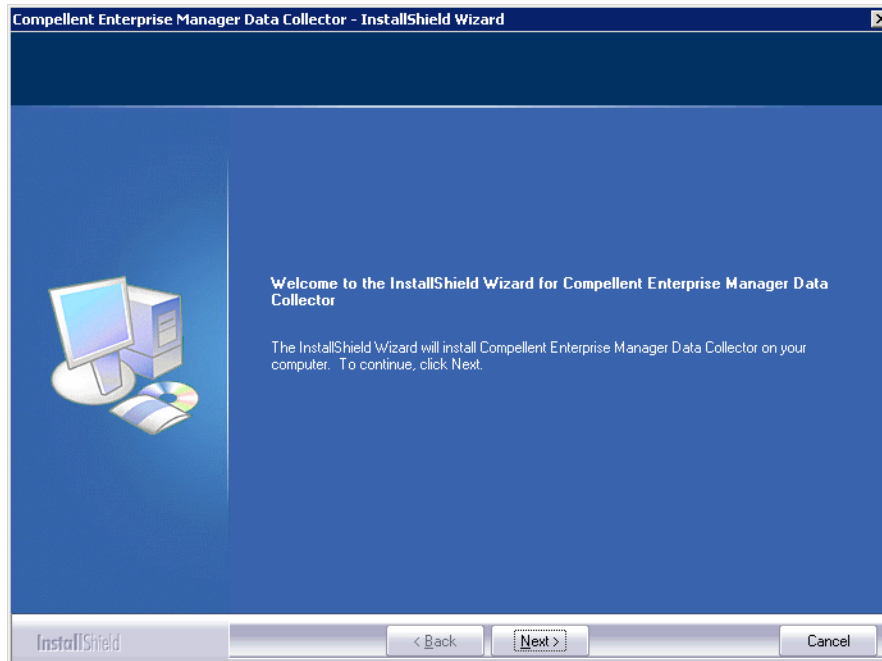 Compellent Enterprise Manager Data Collector - InstallShield Wizard
Welcome to the InstallShield Wizard for Compellent Enterprise Manager Data
Collector
The InstallShield Wizard will install Compellent Enterprise Manager Data Collector on your
computer. To continue, click Next.
InstallShield
< Back
Next >
Cancel